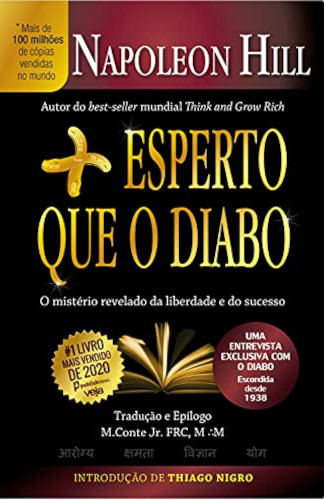 * Mais de
100 milhões
de cópias
vendidas
no mundo
NAPOLEON HILL
Autor do best-seller mundial Think and Grow Rich
+ ESPERTO
QUE O DIABO
O mistério revelado da liberdade e do sucesso
#1 LIVRO
MAIS VENDIDO
DE 2020
publishnews
veja
UMA
ENTREVISTA
EXCLUSIVA COM
O DIABO
Escondida
desde
1938
Tradução e Epílogo
M.Conte Jr. FRC, M ∴M
आरोग्य क्षमता विज्ञान योग
INTRODUÇÃO DE THIAGO NIGRO